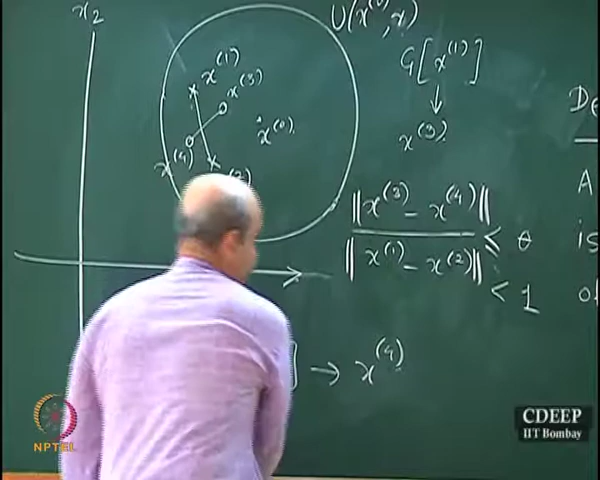 x₂
U(x⁽⁰⁾, r)
x⁽¹⁾
x⁽³⁾
x⁽⁰⁾
x⁽⁴⁾
G[x⁽¹⁾]
↓
x⁽³⁾
‖x⁽³⁾ - x⁽⁴⁾‖
‖x⁽¹⁾ - x⁽²⁾‖ ≤ θ
< 1
] → x⁽⁴⁾
De
A
is
of
NPTEL
CDEEP
IIT Bombay